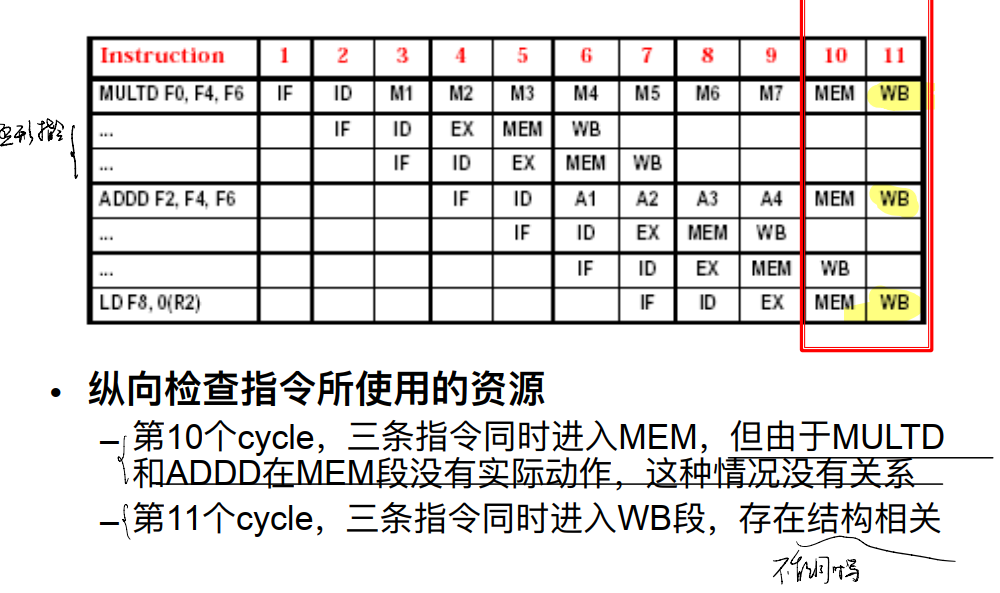 Instruction 1 2 3 4 5 6 7 8 9 10 11
MULTD F0, F4, F6 IF ID M1 M2 M3 M4 M5 M6 M7 MEM WB
... IF ID EX MEM WB
... IF ID EX MEM WB
ADDD F2, F4, F6 IF ID A1 A2 A3 A4 MEM WB
... IF ID EX MEM WB
... IF ID EX MEM WB
LD F8, 0(R2) IF ID EX MEM WB
• 纵向检查指令所使用的资源
–第10个cycle，三条指令同时进入MEM，但由于MULTD
和ADDD在MEM段没有实际动作，这种情况没有关系
–第11个cycle，三条指令同时进入WB段，存在结构相关
不能同时写